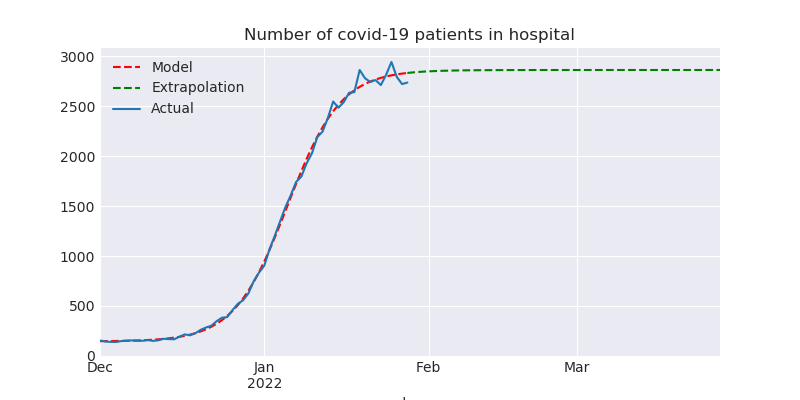 Number of covid-19 patients in hospital
3000
2500
2000
1500
1000
500
0
Model
Extrapolation
Actual
Dec
Jan
2022
Feb
Mar